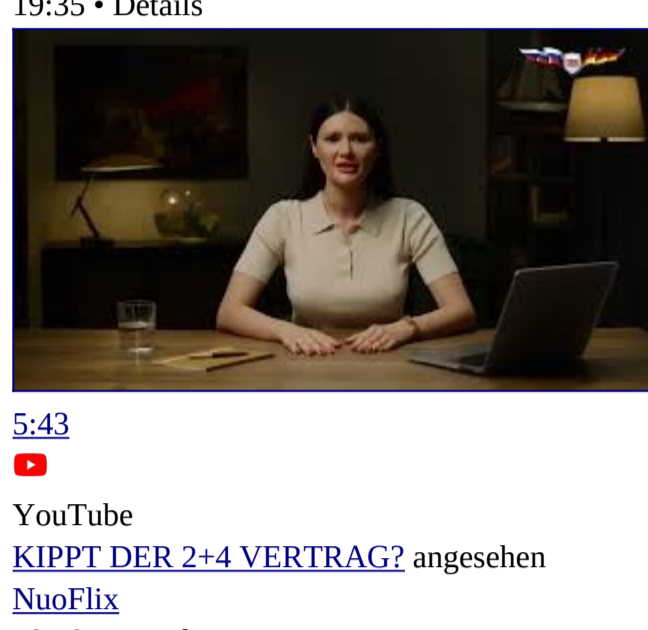 19:35 • Details
5:43
YouTube
KIPPT DER 2+4 VERTRAG? angesehen
NuoFlix